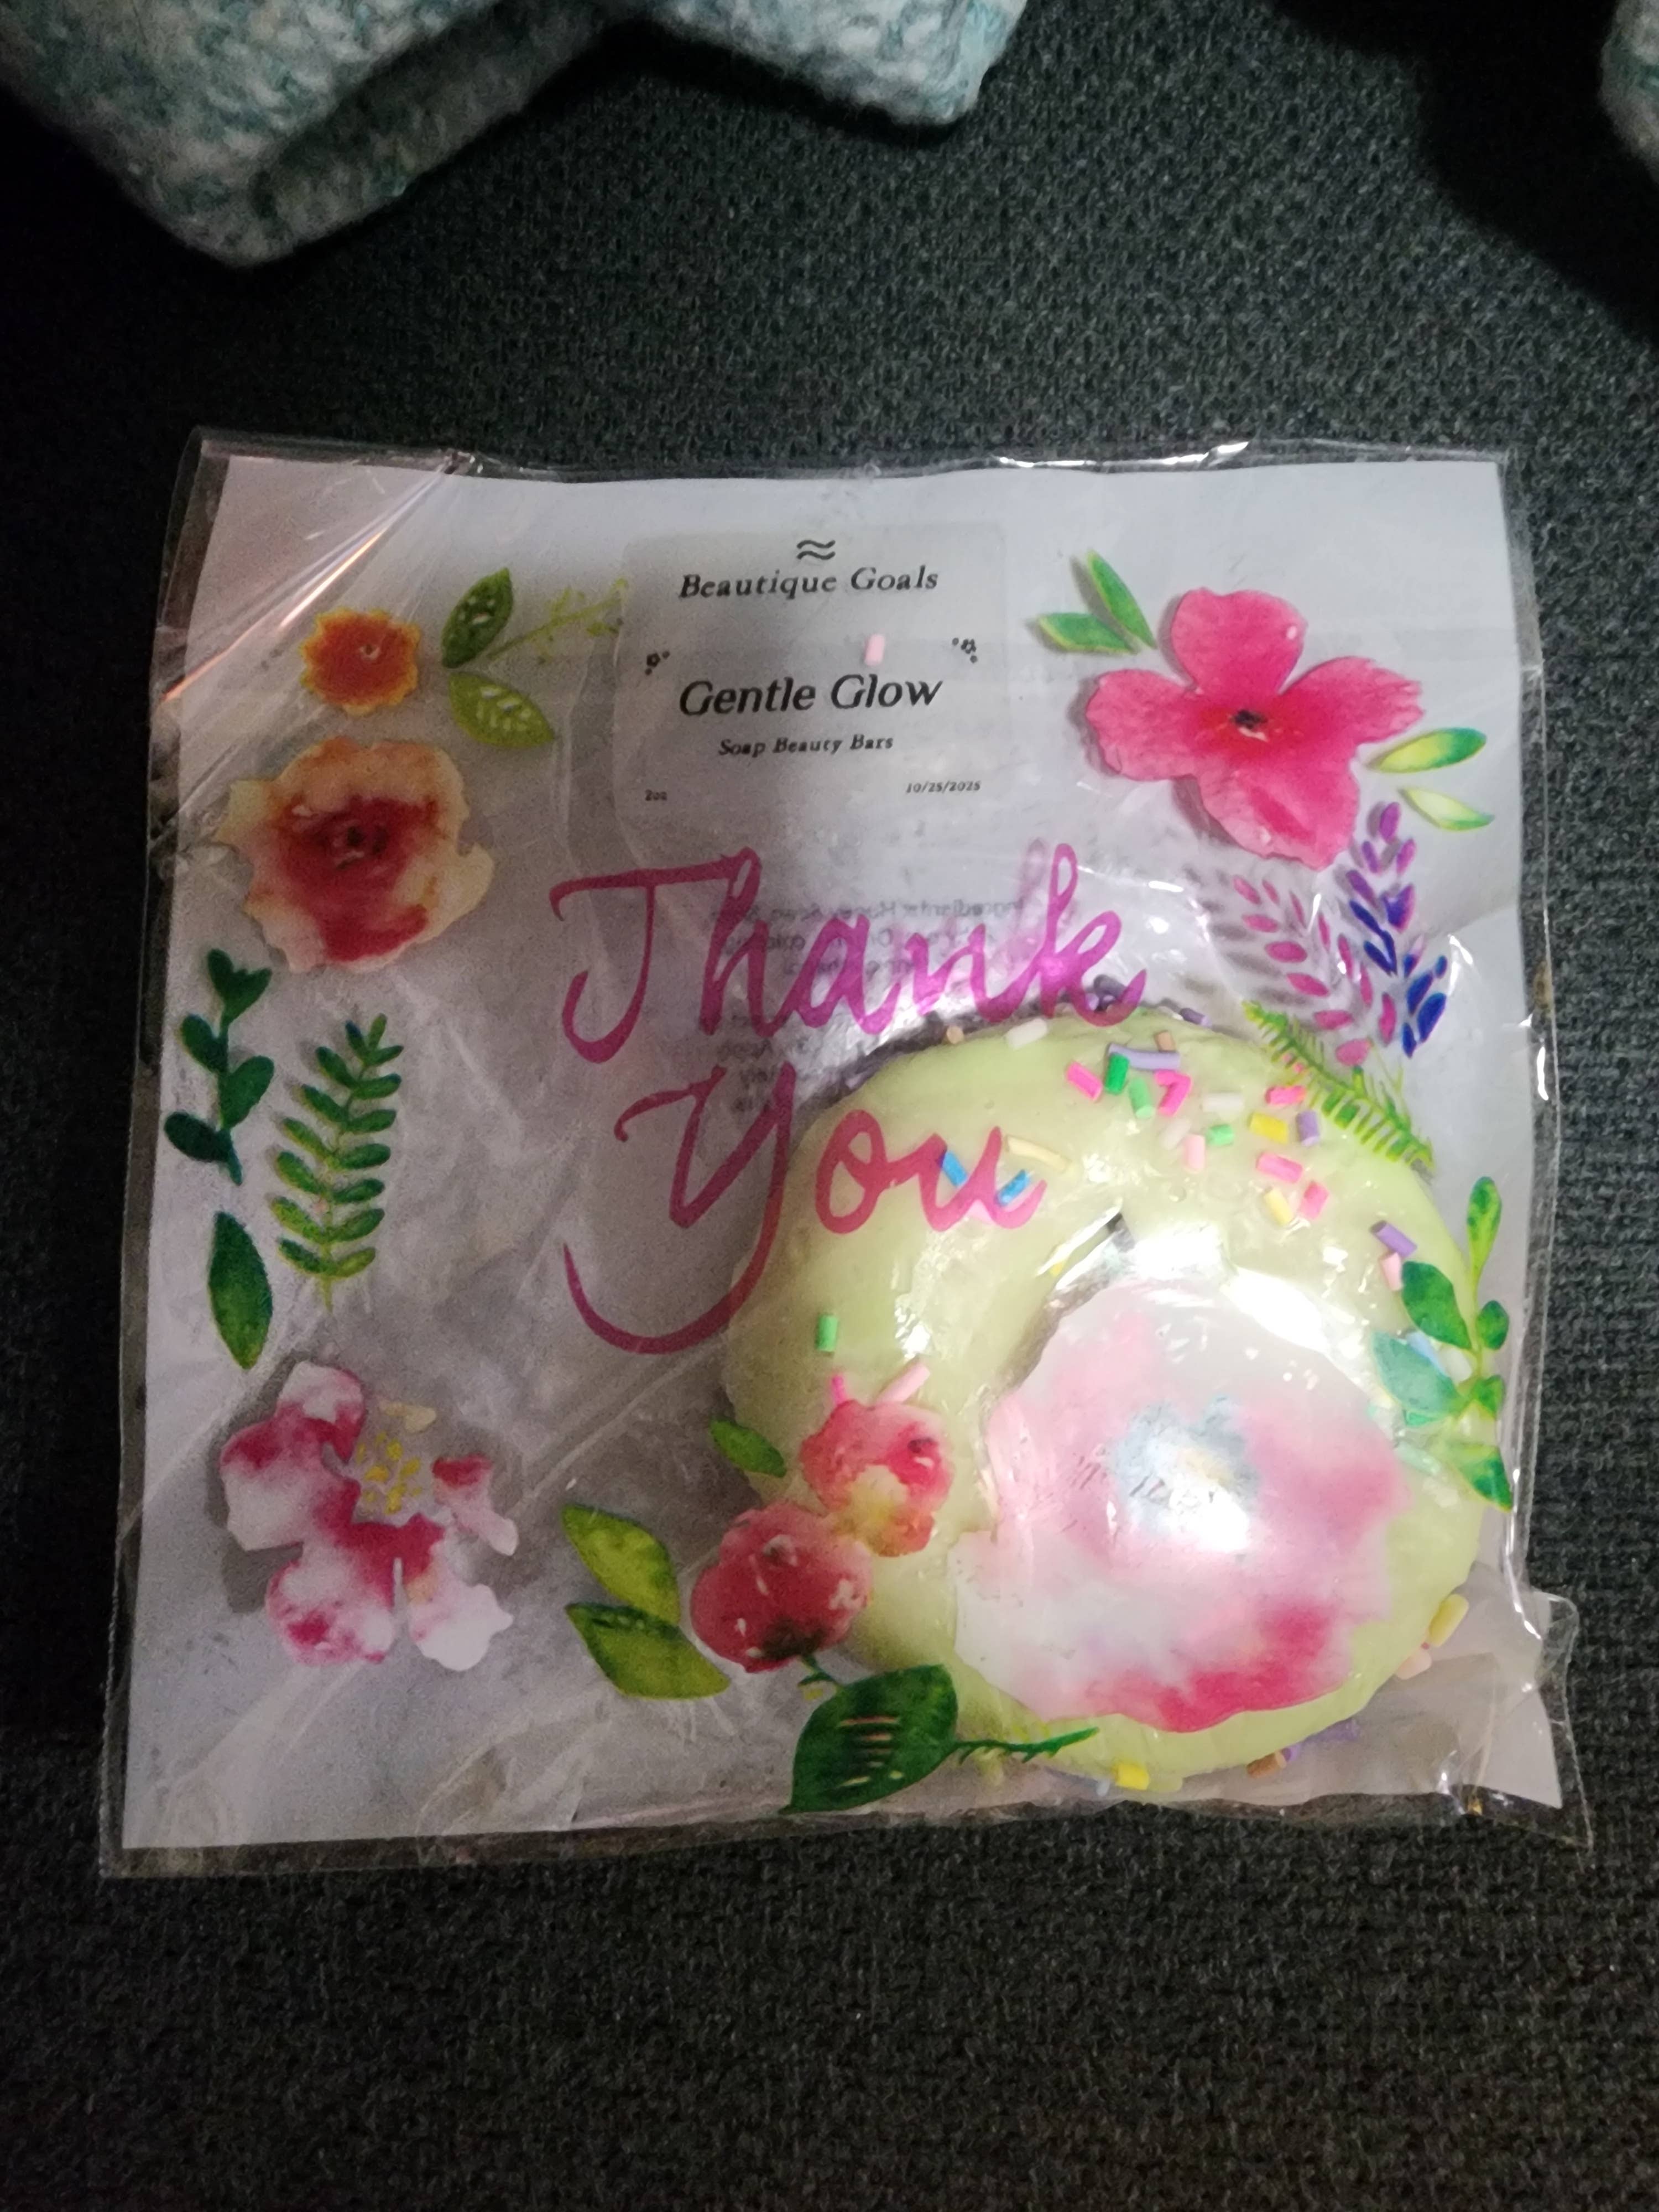 Beautique Goals
Gentle Glow
Soap Beauty Bars
2oz 10/25/2025
Thank
You